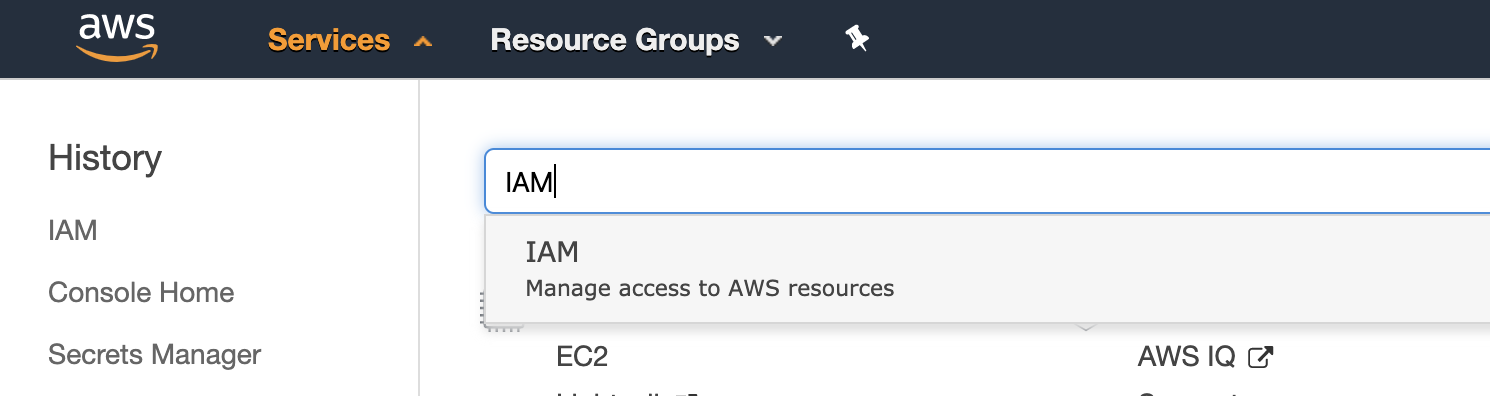 aws Services Resource Groups
History
IAM
Console Home
Secrets Manager
IAM
IAM
Manage access to AWS resources
EC2
AWS IQ